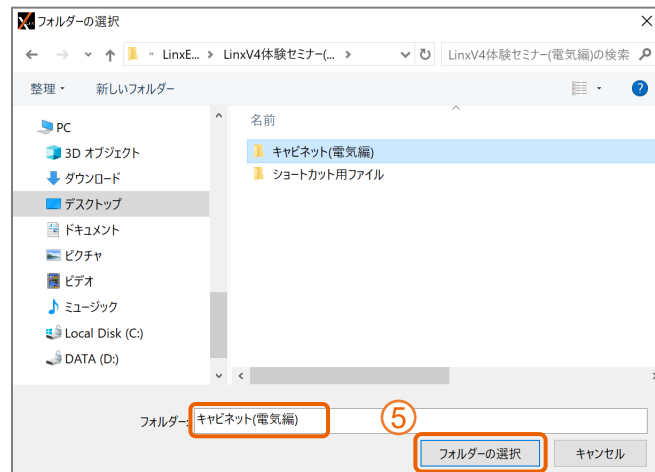 フォルダーの選択
LinxE... > LinxV4体験セミナー(... >
LinxV4体験セミナー(電気編)の検索
整理 新しいフォルダー
名前
PC
3D オブジェクト
ダウンロード
デスクトップ
ドキュメント
ピクチャ
ビデオ
ミュージック
Local Disk (C:)
DATA (D:)
キャビネット(電気編)
ショートカット用ファイル
フォルダー: キャビネット(電気編)
⑤
フォルダーの選択 キャンセル